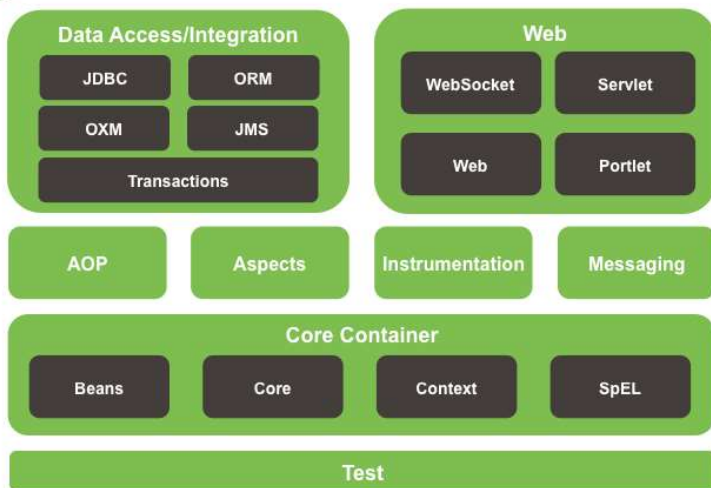 Data Access/Integration
JDBC
ORM
OXM
JMS
Transactions
Web
WebSocket
Servlet
Web
Portlet
AOP
Aspects
Instrumentation
Messaging
Core Container
Beans
Core
Context
SpEL
Test